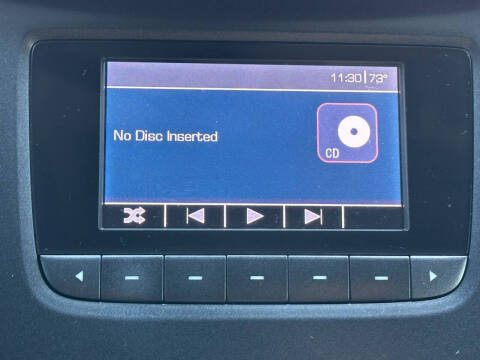 11:30 73°
No Disc Inserted
CD